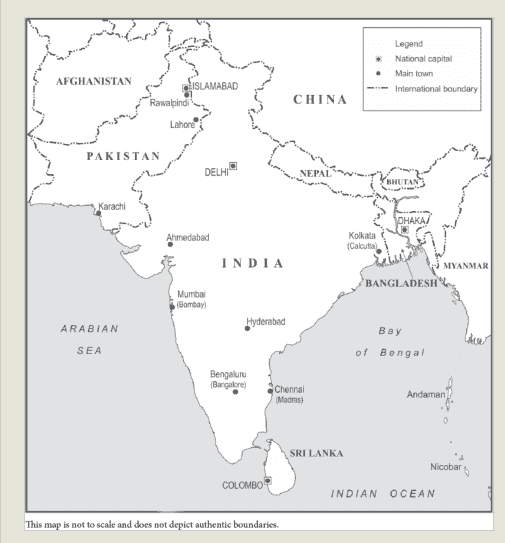 Legend
National capital
Main town
International boundary
AFGHANISTAN
ISLAMABAD
Rawalpindi
CHINA
Lahore
PAKISTAN
DELHI
NEPAL
BHUTAN
Karachi
DHAKA
Ahmedabad
Kolkata
(Calcutta)
INDIA
MYANMAR
BANGLADESH
Mumbai
(Bombay)
Hyderabad
ARABIAN
SEA
Bay
of Bengal
Bengaluru
(Bangalore)
Chennai
(Madras)
Andaman
SRI LANKA
Nicobar
COLOMBO
INDIAN OCEAN
This map is not to scale and does not depict authentic boundaries.